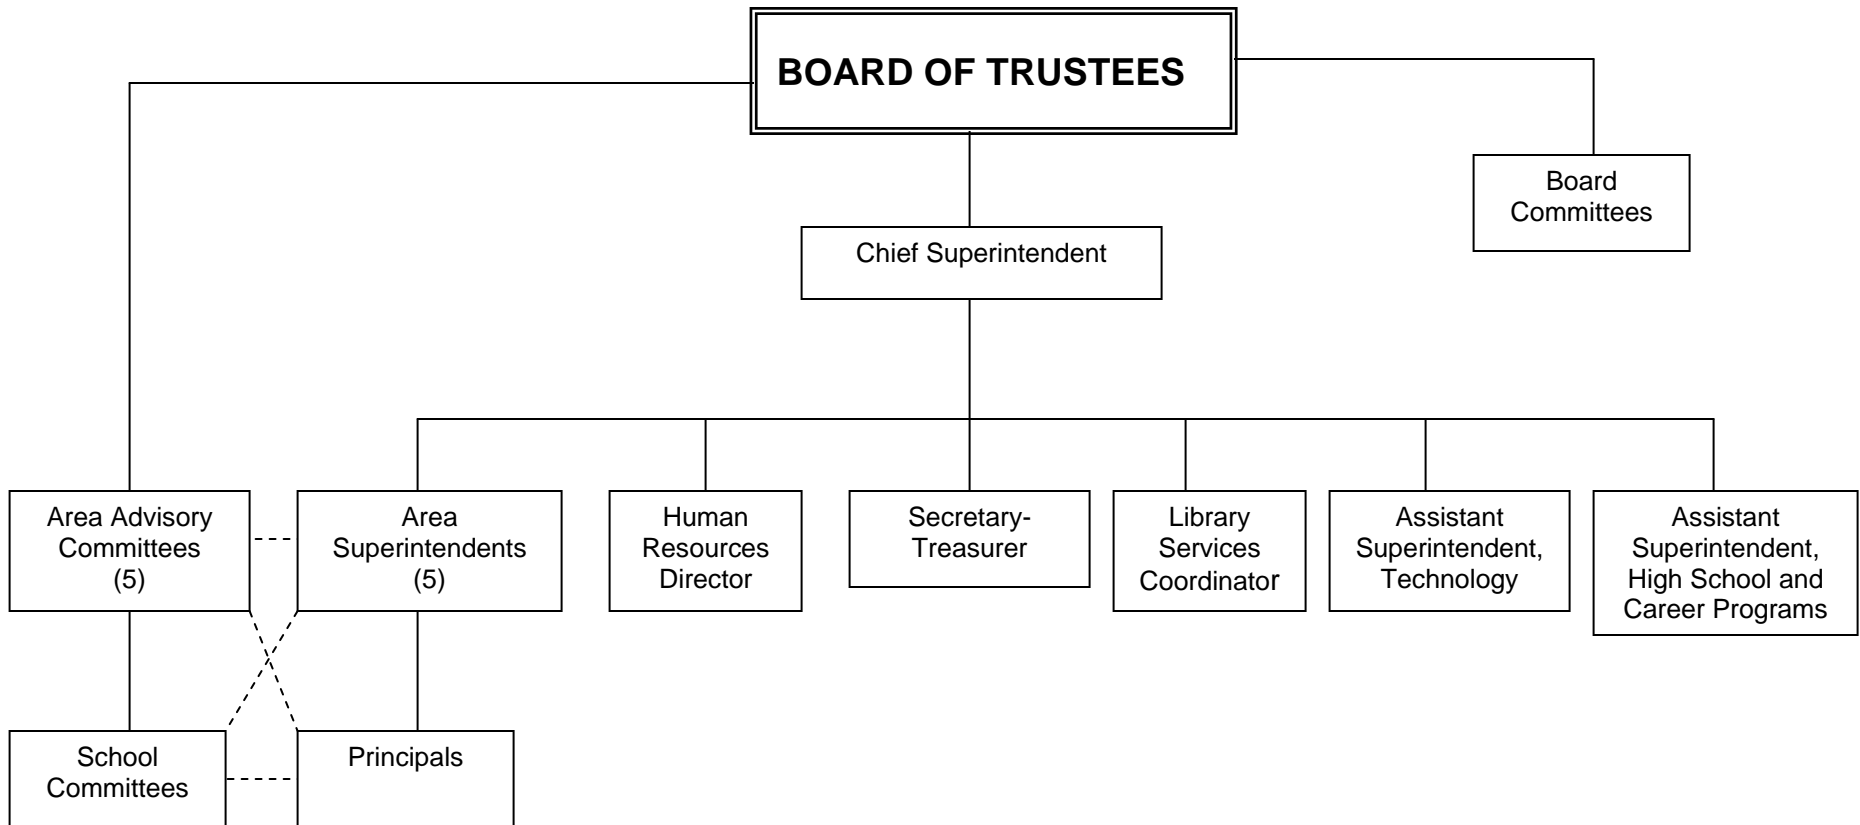 BOARD OF TRUSTEES
Board
Committees
Chief Superintendent
Area Advisory
Committees
(5)
Area
Superintendents
(5)
Human
Resources
Director
Secretary-
Treasurer
Library
Services
Coordinator
Assistant
Superintendent,
Technology
Assistant
Superintendent,
High School and
Career Programs
School
Committees
Principals